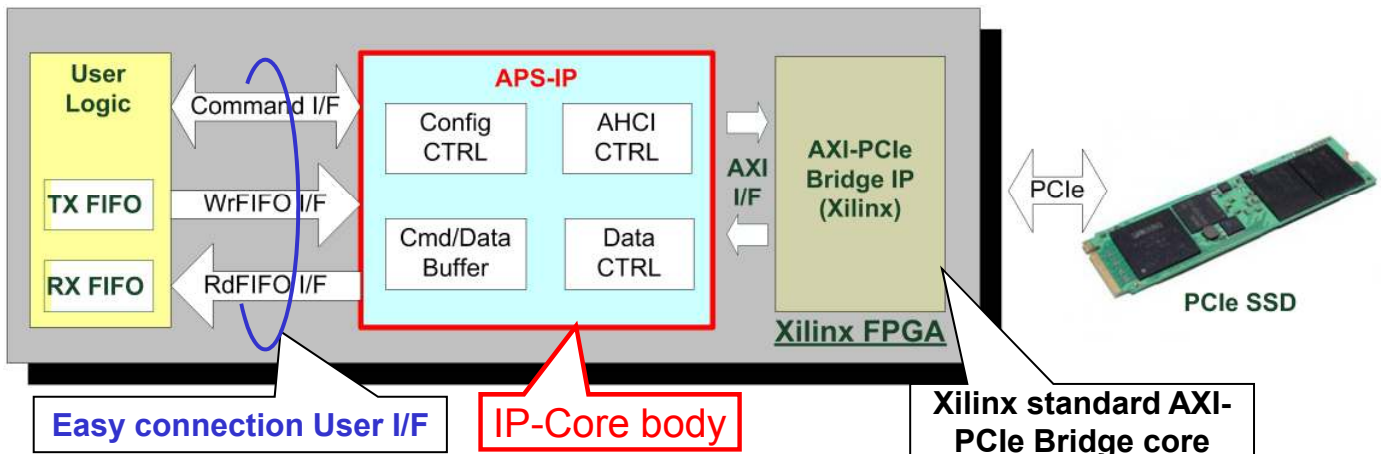 User
Logic
TX FIFO
RX FIFO
Command I/F
WrFIFO I/F
RdFIFO I/F
APS-IP
Config
CTRL
AHCI
CTRL
Cmd/Data
Buffer
Data
CTRL
AXI
I/F
AXI-PCIe
Bridge IP
(Xilinx)
Xilinx FPGA
PCIe
PCIe SSD
Easy connection User I/F
IP-Core body
Xilinx standard AXI-
PCIe Bridge core